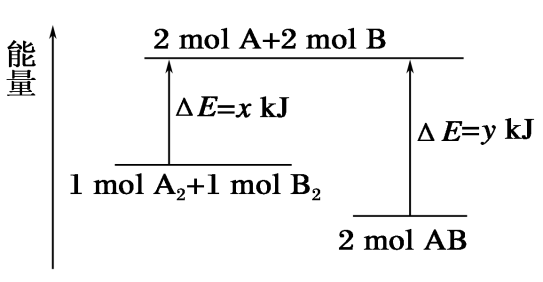 能量
2 mol A+2 mol B
ΔE=x kJ
ΔE=y kJ
1 mol A₂+1 mol B₂
2 mol AB